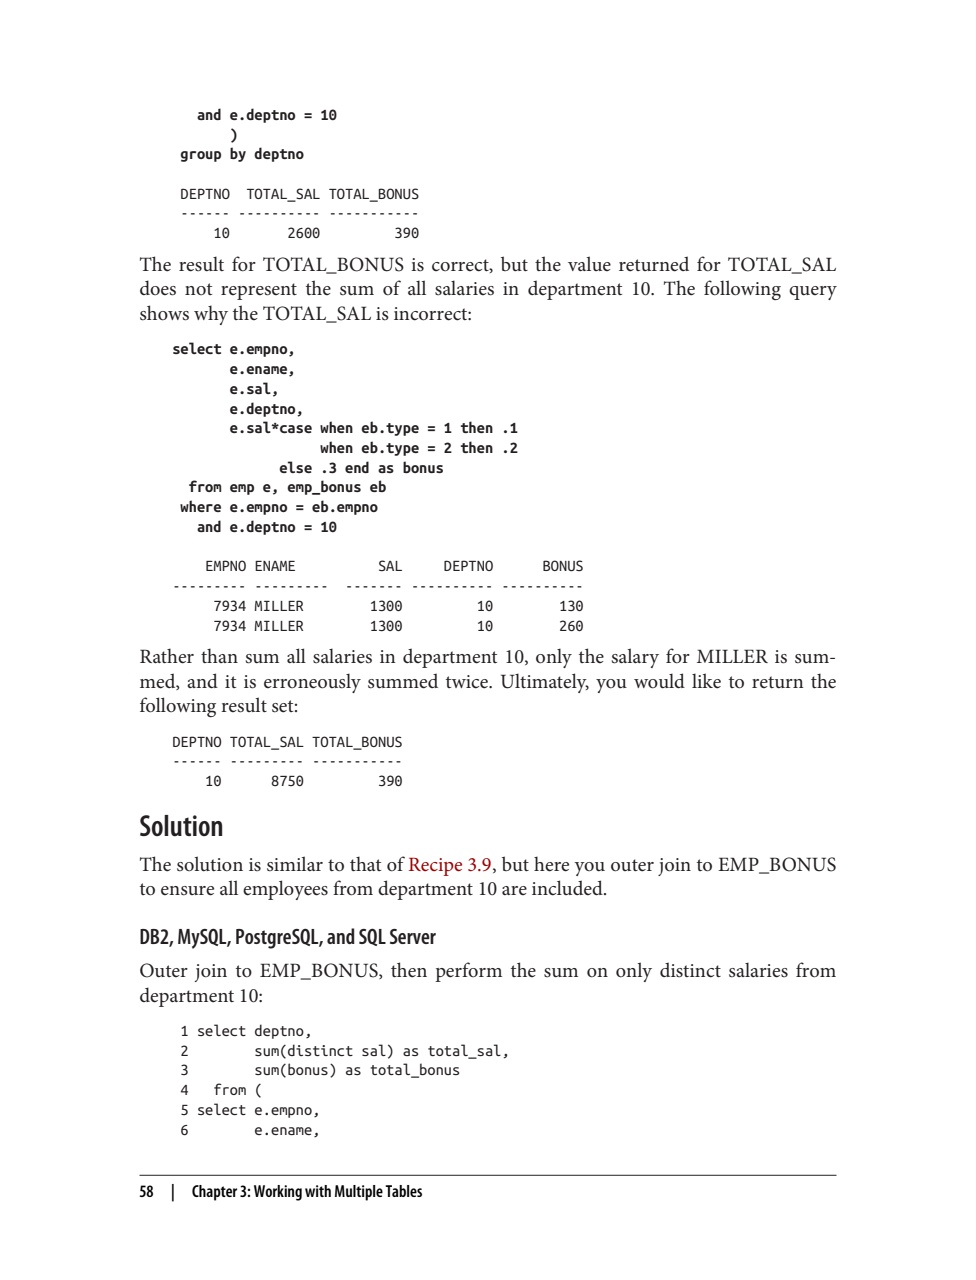 and e.deptno = 10
)
group by deptno
DEPTNO TOTAL_SAL TOTAL_BONUS
------ ---------- -----------
10 2600 390
The result for TOTAL_BONUS is correct, but the value returned for TOTAL_SAL
does not represent the sum of all salaries in department 10. The following query
shows why the TOTAL_SAL is incorrect:
select e.empno,
e.ename,
e.sal,
e.deptno,
e.sal*case when eb.type = 1 then .1
when eb.type = 2 then .2
else .3 end as bonus
from emp e, emp_bonus eb
where e.empno = eb.empno
and e.deptno = 10
EMPNO ENAME SAL DEPTNO BONUS
--------- --------- ------- ---------- ----------
7934 MILLER 1300 10 130
7934 MILLER 1300 10 260
Rather than sum all salaries in department 10, only the salary for MILLER is sum-
med, and it is erroneously summed twice. Ultimately, you would like to return the
following result set:
DEPTNO TOTAL_SAL TOTAL_BONUS
------ --------- -----------
10 8750 390
Solution
The solution is similar to that of Recipe 3.9, but here you outer join to EMP_BONUS
to ensure all employees from department 10 are included.
DB2, MySQL, PostgreSQL, and SQL Server
Outer join to EMP_BONUS, then perform the sum on only distinct salaries from
department 10:
1 select deptno,
2 sum(distinct sal) as total_sal,
3 sum(bonus) as total_bonus
4 from (
5 select e.empno,
6 e.ename,
58 | Chapter 3: Working with Multiple Tables